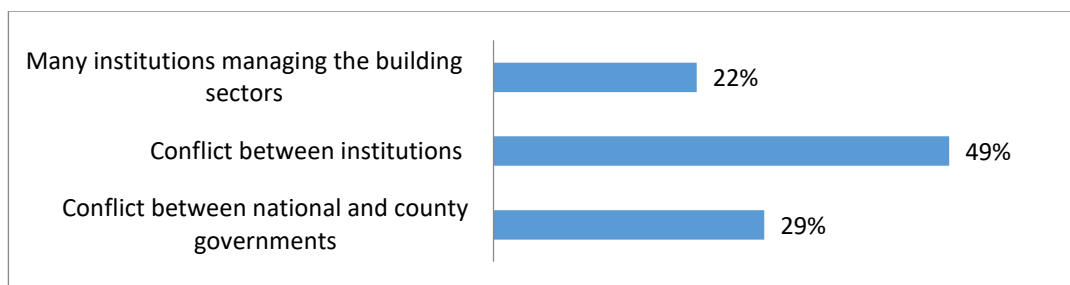 Many institutions managing the building
sectors
22%
Conflict between institutions
49%
Conflict between national and county
governments
29%